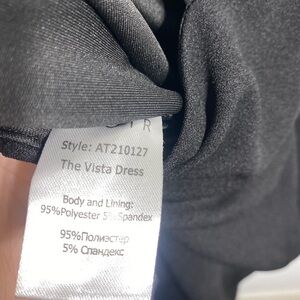 Style: AT210127
The Vista Dress
Body and Lining:
95%Polyester 5% Spandex
95%Полиэстер
5% Спандекс